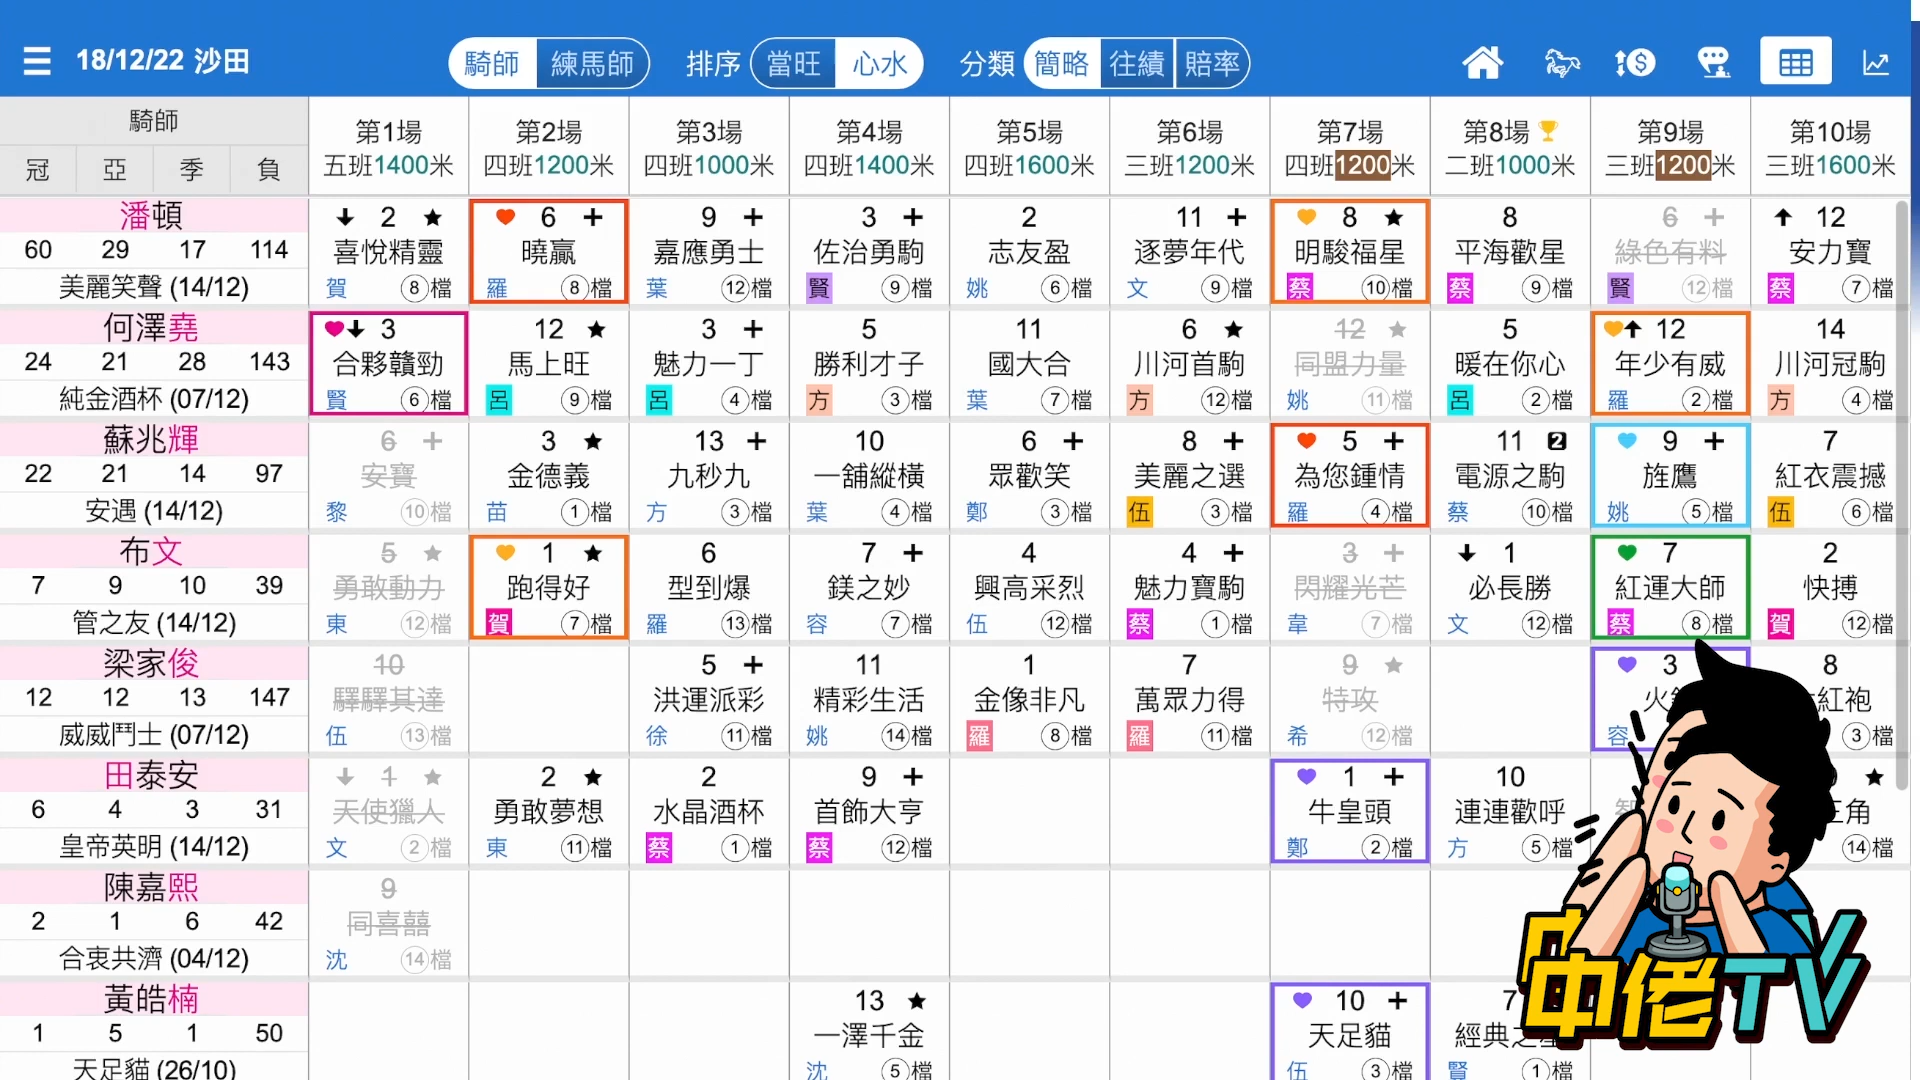 18/12/22 沙田
騎師 練馬師 排序 當旺 心水 分類 簡略 往績 賠率
騎師
冠 亞 季 負
第1場 第2場 第3場 第4場 第5場 第6場 第7場 第8場 第9場 第10場
五班1400米 四班1200米 四班1000米 四班1400米 四班1600米 三班1200米 四班1200米 二班1000米 三班1200米 三班1600米
潘頓 2 6 9 3 2 11 8 8 6 12
60 29 17 114 喜悅精靈 曉贏 嘉應勇士 佐治勇駒 志友盈 逐夢年代 明駿福星 平海歡星 綠色有料 安力寶
美麗笑聲 (14/12) 賀 8檔 羅 8檔 葉 12檔 賢 9檔 姚 6檔 文 9檔 蔡 10檔 蔡 9檔 賢 12檔 蔡 7檔
何澤堯 3 12 3 5 11 6 12 5 12 14
24 21 28 143 合夥贛勁 馬上旺 魅力一丁 勝利才子 國大合 川河首駒 同盟力量 暖在你心 年少有威 川河冠駒
純金酒杯 (07/12) 賢 6檔 呂 9檔 呂 4檔 方 3檔 葉 7檔 方 12檔 姚 11檔 呂 2檔 羅 2檔 方 4檔
蘇兆輝 6 3 13 10 6 8 5 11 2 9 7
22 21 14 97 安寶 金德義 九秒九 一舖縱橫 眾歡笑 美麗之選 為您鍾情 電源之駒 旌鷹 紅衣震撼
安遇 (14/12) 黎 10檔 苗 1檔 方 3檔 葉 4檔 鄭 3檔 伍 3檔 羅 4檔 蔡 10檔 姚 5檔 伍 6檔
布文 5 1 6 7 4 4 3 1 7 2
7 9 10 39 勇敢動力 跑得好 型到爆 鎂之妙 興高采烈 魅力寶駒 閃耀光芒 必長勝 紅運大師 快搏
管之友 (14/12) 東 12檔 賀 7檔 羅 13檔 容 7檔 伍 12檔 蔡 1檔 韋 7檔 文 12檔 蔡 8檔 賀 12檔
梁家俊 10 5 11 1 7 9 3 8
12 12 13 147 驛驛其達 洪運派彩 精彩生活 金像非凡 萬眾力得 特攻 火 紅袍
威威鬥士 (07/12) 伍 13檔 徐 11檔 姚 14檔 羅 8檔 羅 11檔 希 12檔 容 3檔
田泰安 1 2 2 9 1 10
6 4 3 31 天使獵人 勇敢夢想 水晶酒杯 首飾大亨 牛皇頭 連連歡呼 角
皇帝英明 (14/12) 文 2檔 東 11檔 蔡 1檔 蔡 12檔 鄭 2檔 方 5檔 14檔
陳嘉熙 9
2 1 6 42 同喜囍
合衷共濟 (04/12) 沈 14檔
黃皓楠 13 10 7
1 5 1 50 一澤千金 天足貓 經典之
天足貓 (26/10) 沈 5檔 伍 3檔 賢 1檔
中佬TV